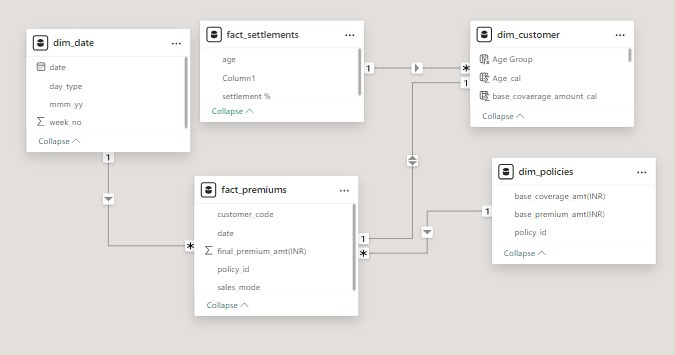 dim_date
date
day_type
mmm_yy
week_no
Collapse
fact_settlements
age
Column1
settlement %
Collapse
dim_customer
Age Group
Age_cal
base_covaerage_amount_cal
Collapse
1
*
1
1
fact_premiums
customer_code
date
final_premium_amt(INR)
policy_id
sales_mode
Collapse
*
1
*
dim_policies
base_coverage_amt(INR)
base_premium_amt(INR)
policy_id
Collapse
1